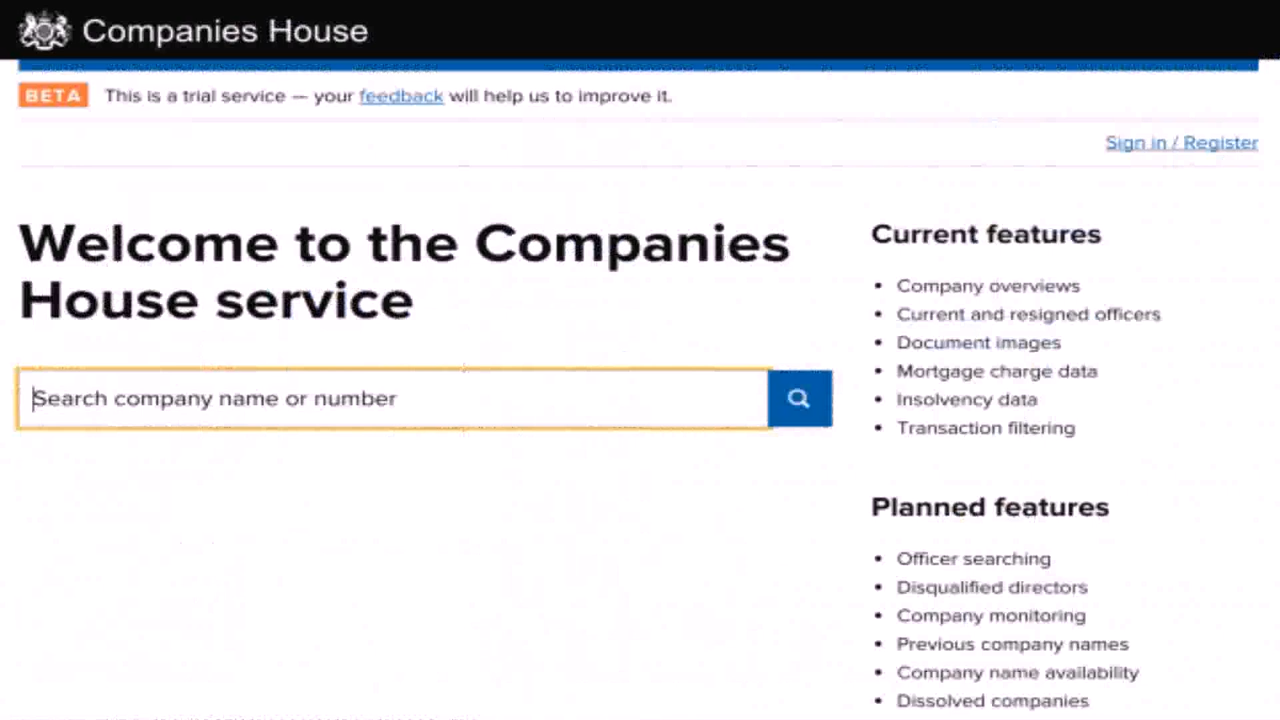 Companies House
BETA This is a trial service — your feedback will help us to improve it.
Sign in / Register
Welcome to the Companies
House service
Search company name or number
Current features
Company overviews
Current and resigned officers
Document images
Mortgage charge data
Insolvency data
Transaction filtering
Planned features
Officer searching
Disqualified directors
Company monitoring
Previous company names
Company name availability
Dissolved companies